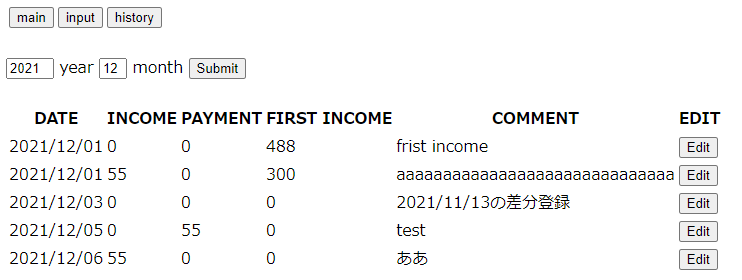 main input history
2021 year 12 month Submit
DATE INCOME PAYMENT FIRST INCOME COMMENT EDIT
2021/12/01 0 0 488 frist income Edit
2021/12/01 55 0 300 aaaaaaaaaaaaaaaaaaaaaaaaaaaaaa Edit
2021/12/03 0 0 0 2021/11/13の差分登録 Edit
2021/12/05 0 55 0 test Edit
2021/12/06 55 0 0 ああ Edit